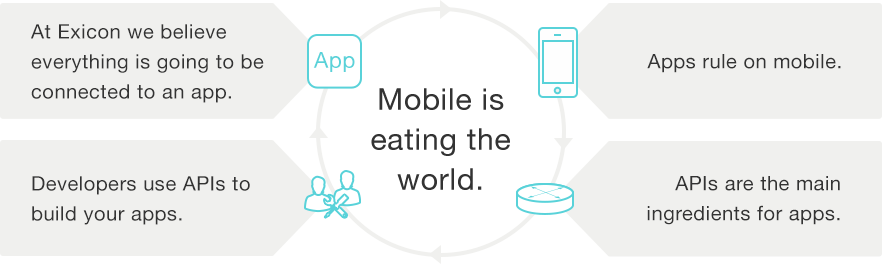 At Exicon we believe
everything is going to be
connected to an app.
App
Apps rule on mobile.
Mobile is
eating the
world.
Developers use APIs to
build your apps.
APIs are the main
ingredients for apps.